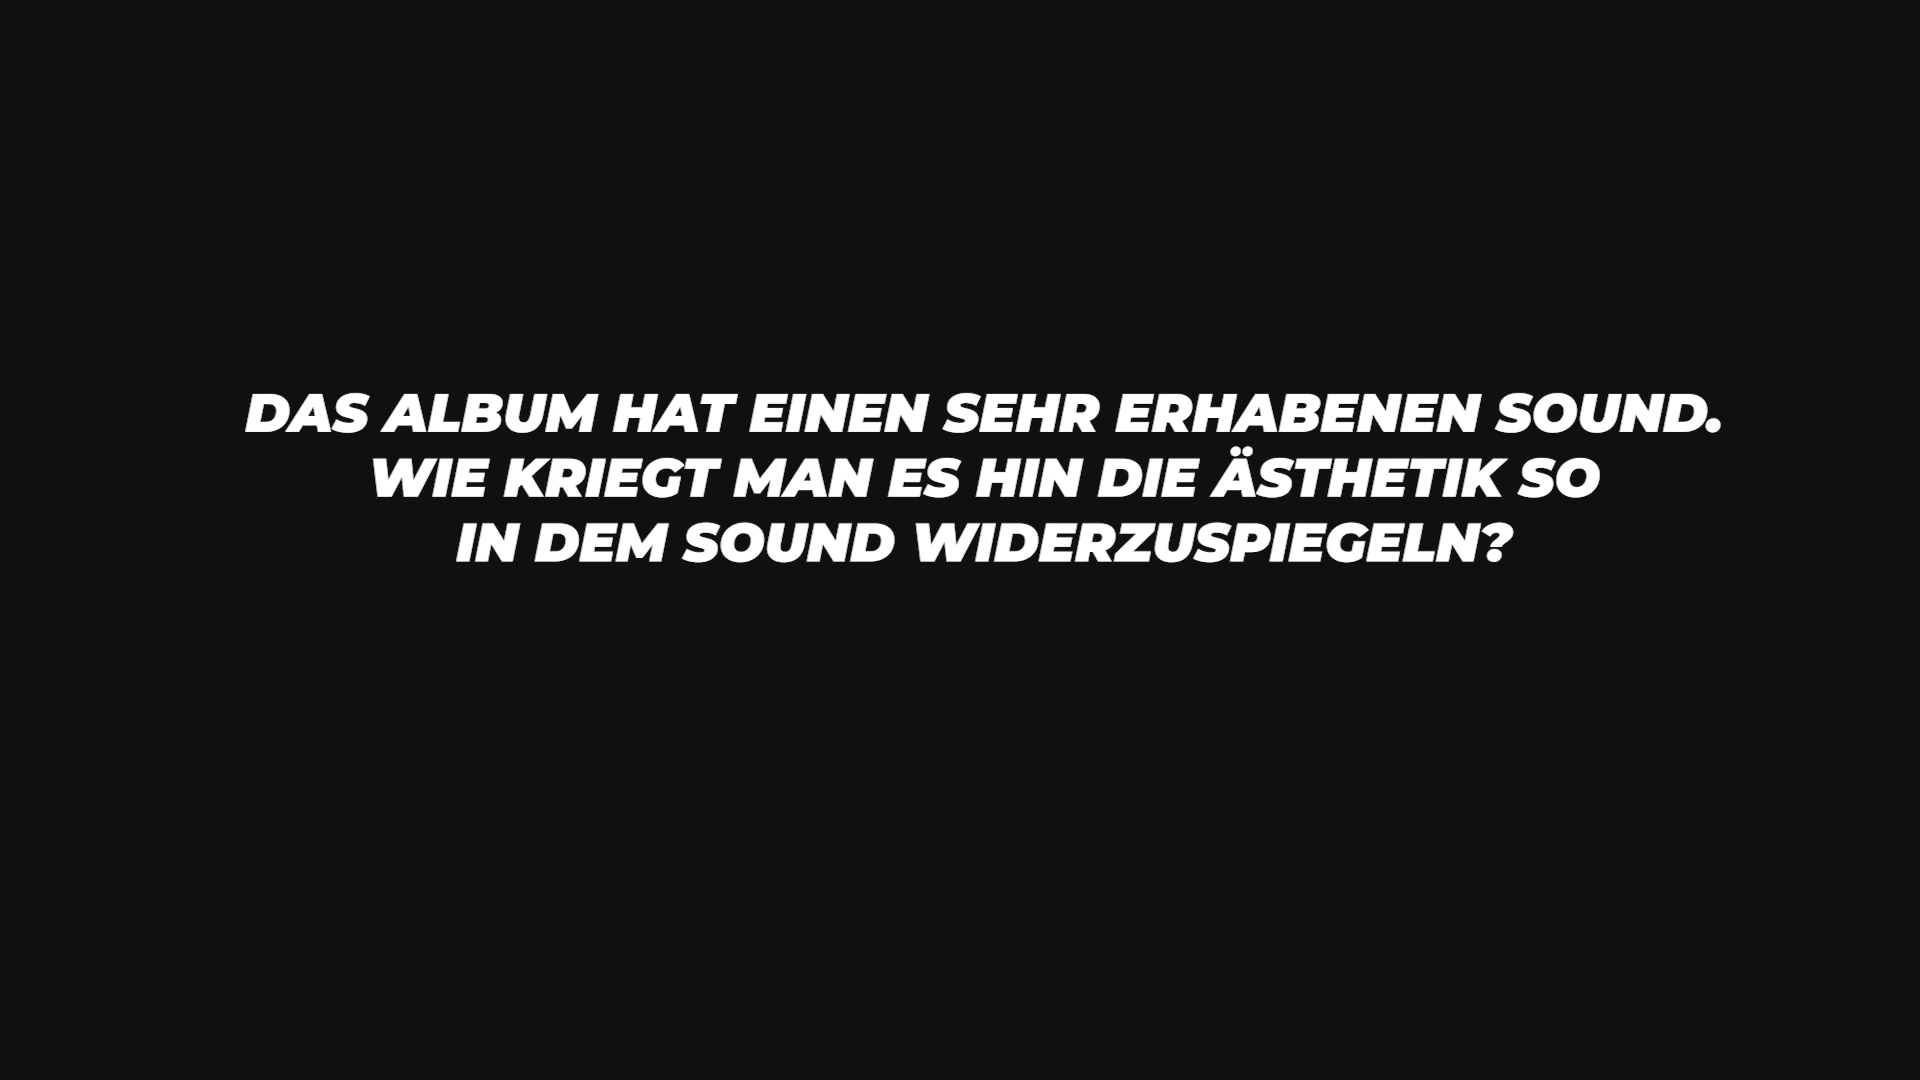 DAS ALBUM HAT EINEN SEHR ERHABENEN SOUND.
WIE KRIEGT MAN ES HIN DIE ÄSTHETIK SO
IN DEM SOUND WIDERZUSPIEGELN?